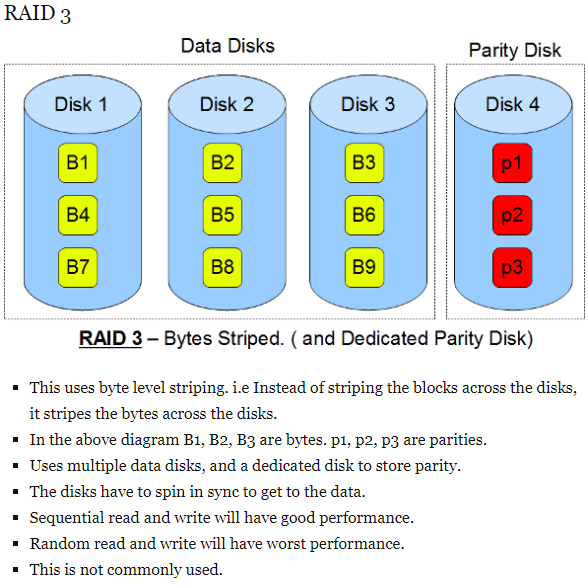 RAID 3
Data Disks
Parity Disk
Disk 1 Disk 2 Disk 3 Disk 4
B1 B2 B3 p1
B4 B5 B6 p2
B7 B8 B9 p3
RAID 3 – Bytes Striped. ( and Dedicated Parity Disk)
▪ This uses byte level striping. i.e Instead of striping the blocks across the disks,
it stripes the bytes across the disks.
▪ In the above diagram B1, B2, B3 are bytes. p1, p2, p3 are parities.
▪ Uses multiple data disks, and a dedicated disk to store parity.
▪ The disks have to spin in sync to get to the data.
▪ Sequential read and write will have good performance.
▪ Random read and write will have worst performance.
▪ This is not commonly used.